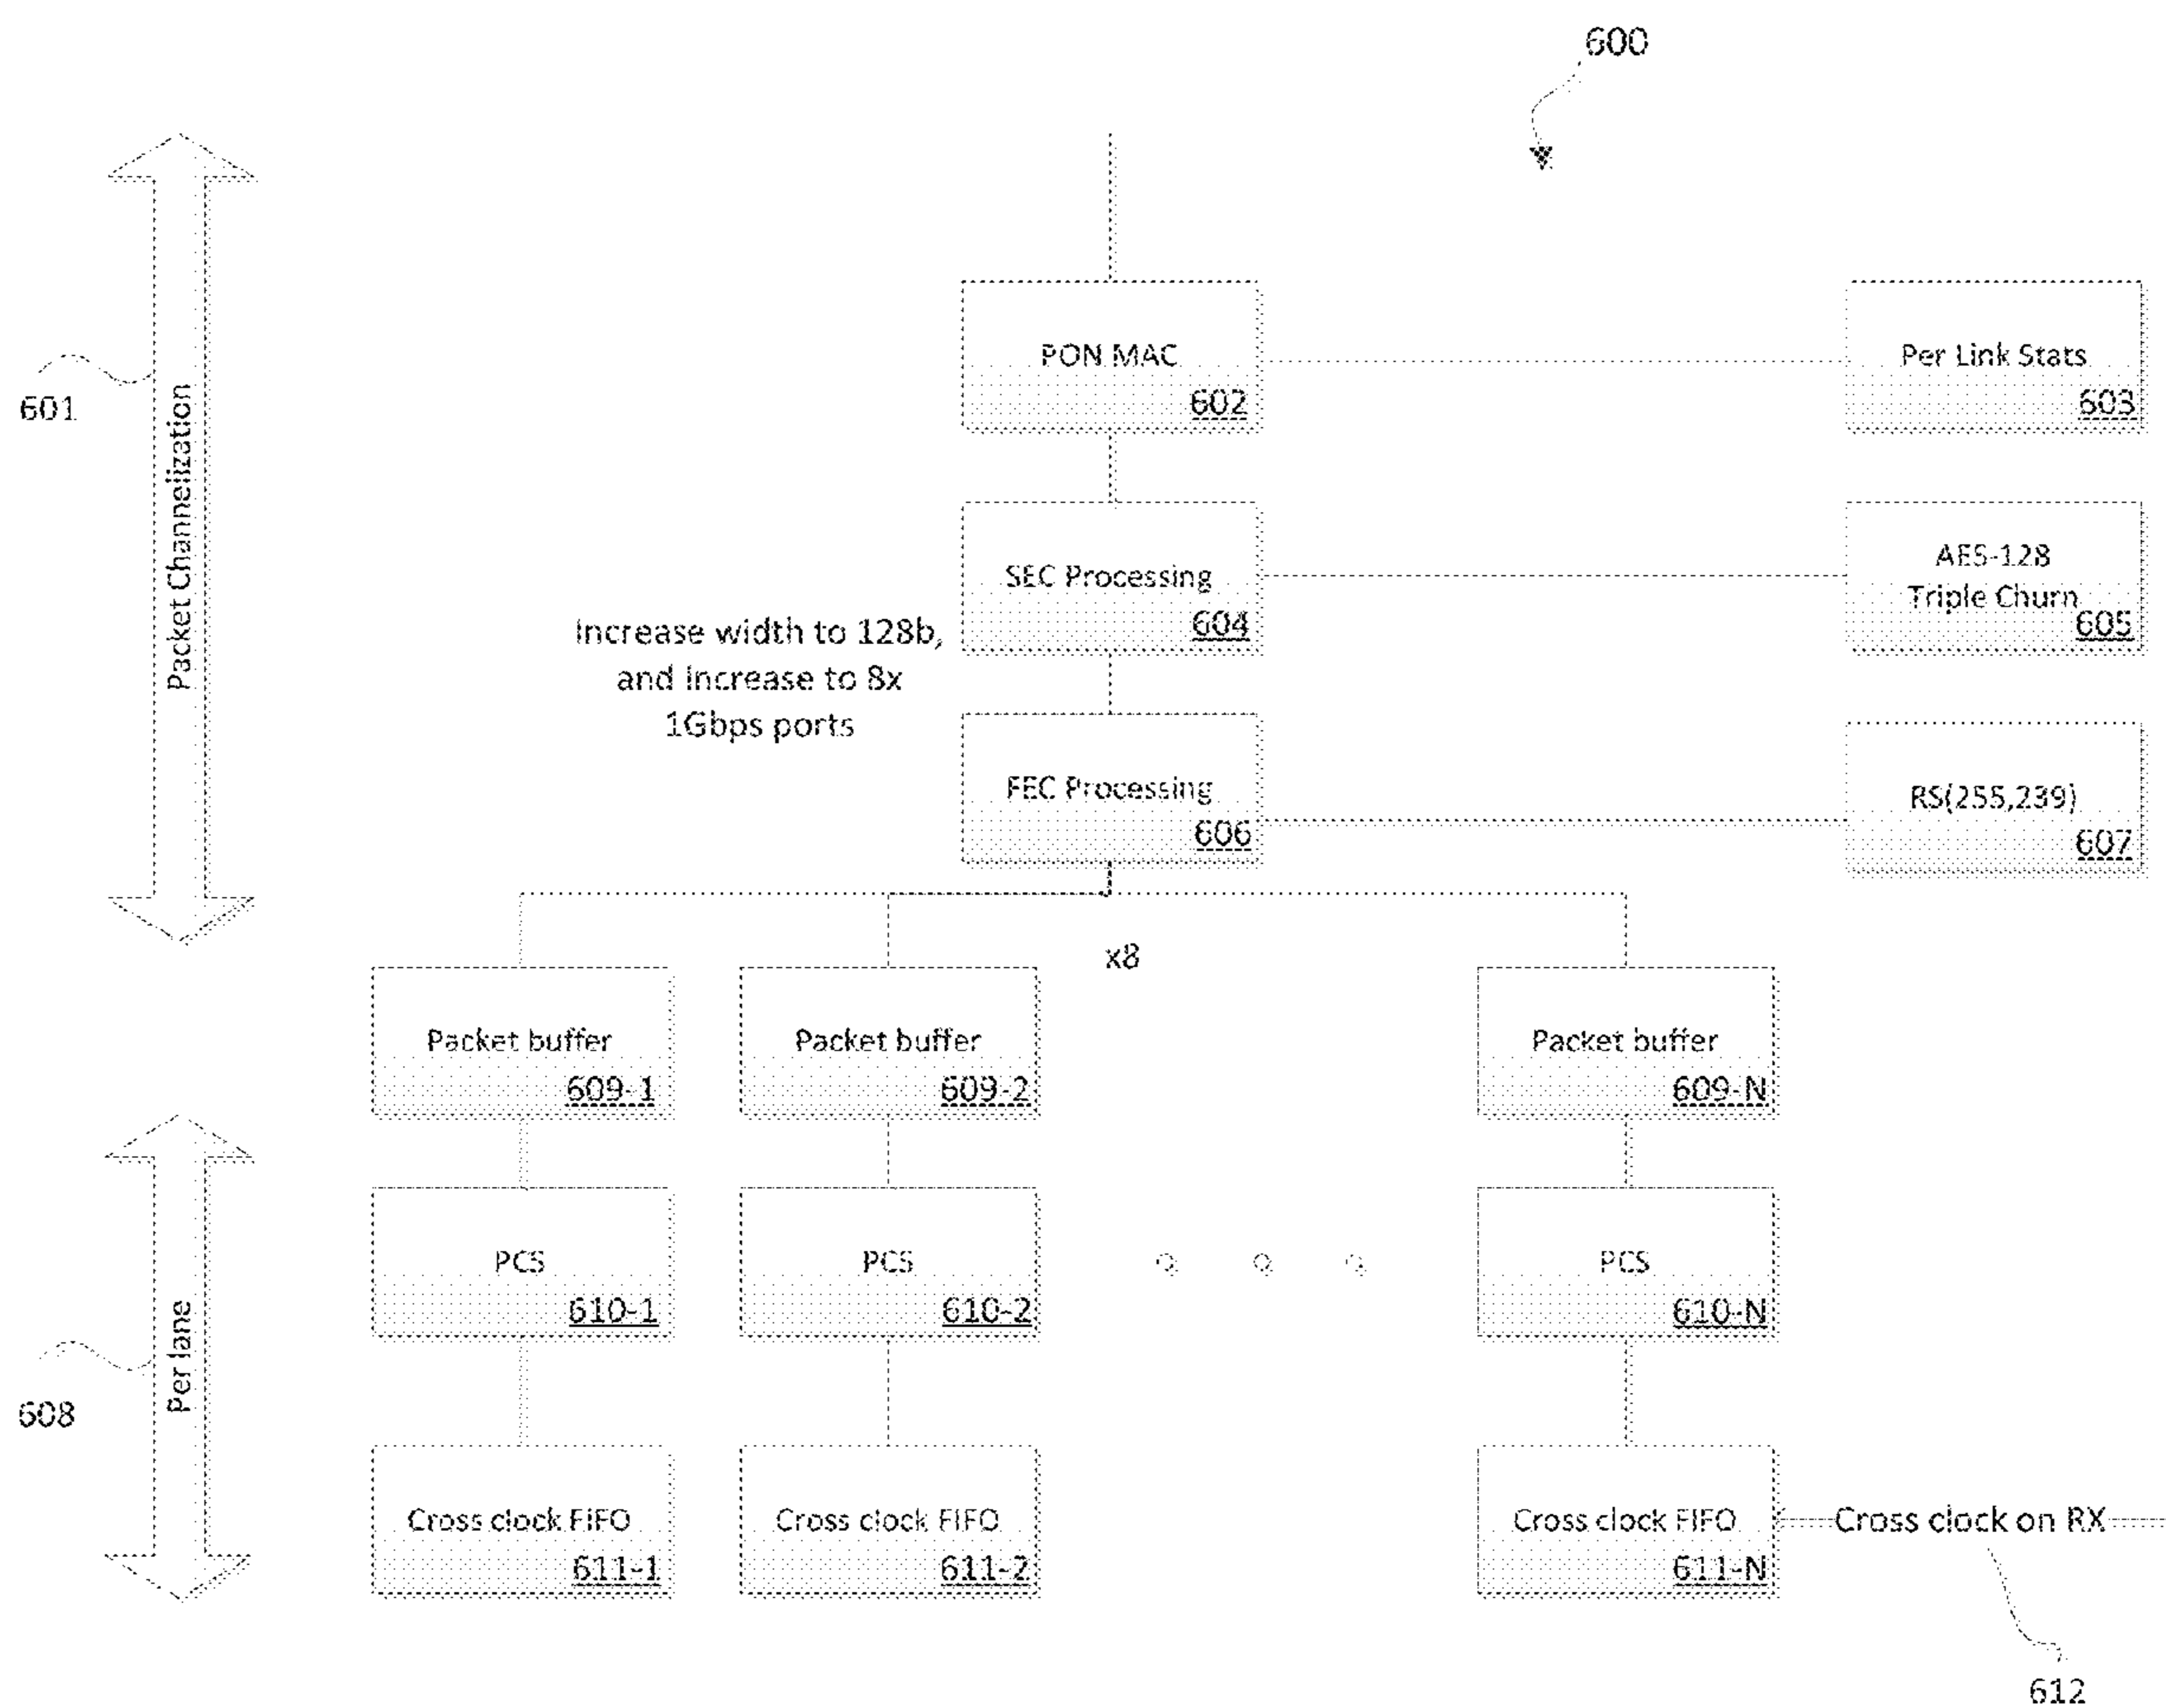 600
601
Packet Channelization
PON MAC
602
Per Link Stats
603
SEC Processing
604
AES-128
Triple Churn
605
Increase width to 128b,
and increase to 8x
1Gbps ports
FEC Processing
606
RS(255,239)
607
x8
Packet buffer
609-1
Packet buffer
609-2
Packet buffer
609-N
608
Per lane
PCS
610-1
PCS
610-2
PCS
610-N
Cross clock FIFO
611-1
Cross clock FIFO
611-2
Cross clock FIFO
611-N
Cross clock on RX
612